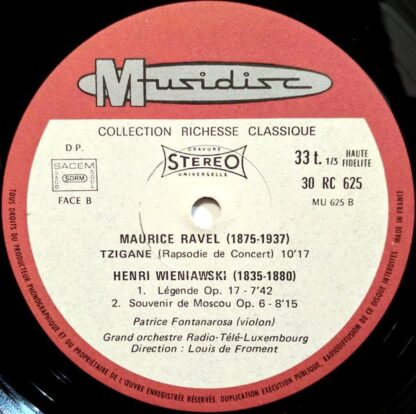 Musidisc
COLLECTION RICHESSE CLASSIQUE
D P.
SACEM
SDRM
FACE B
GRAVURE
STEREO
UNIVERSELLE
33 t. 1/3
HAUTE
FIDELITE
30 RC 625
MU 625 B
MAURICE RAVEL (1875-1937)
TZIGANE (Rapsodie de Concert) 10'17
HENRI WIENIAWSKI (1835-1880)
1. Légende Op. 17 - 7'42
2. Souvenir de Moscou Op. 6 - 8'15
Patrice Fontanarosa (violon)
Grand orchestre Radio-Télé-Luxembourg
Direction : Louis de Froment
TOUS DROITS DU PRODUCTEUR PHONOGRAPHIQUE ET DU PROPRIETAIRE DE L'ŒUVRE ENREGISTRÉE RÉSERVÉS. DUPLICATION EXÉCUTION PUBLIQUE, RADIODIFFUSION DE CE DISQUE INTERDITES · MADE IN FRANCE